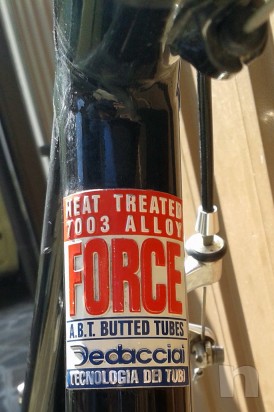 HEAT TREATED
7003 ALLOY
FORCE
A.B.T. BUTTED TUBES
Dedacciai
TECNOLOGIA DEI TUBI
n